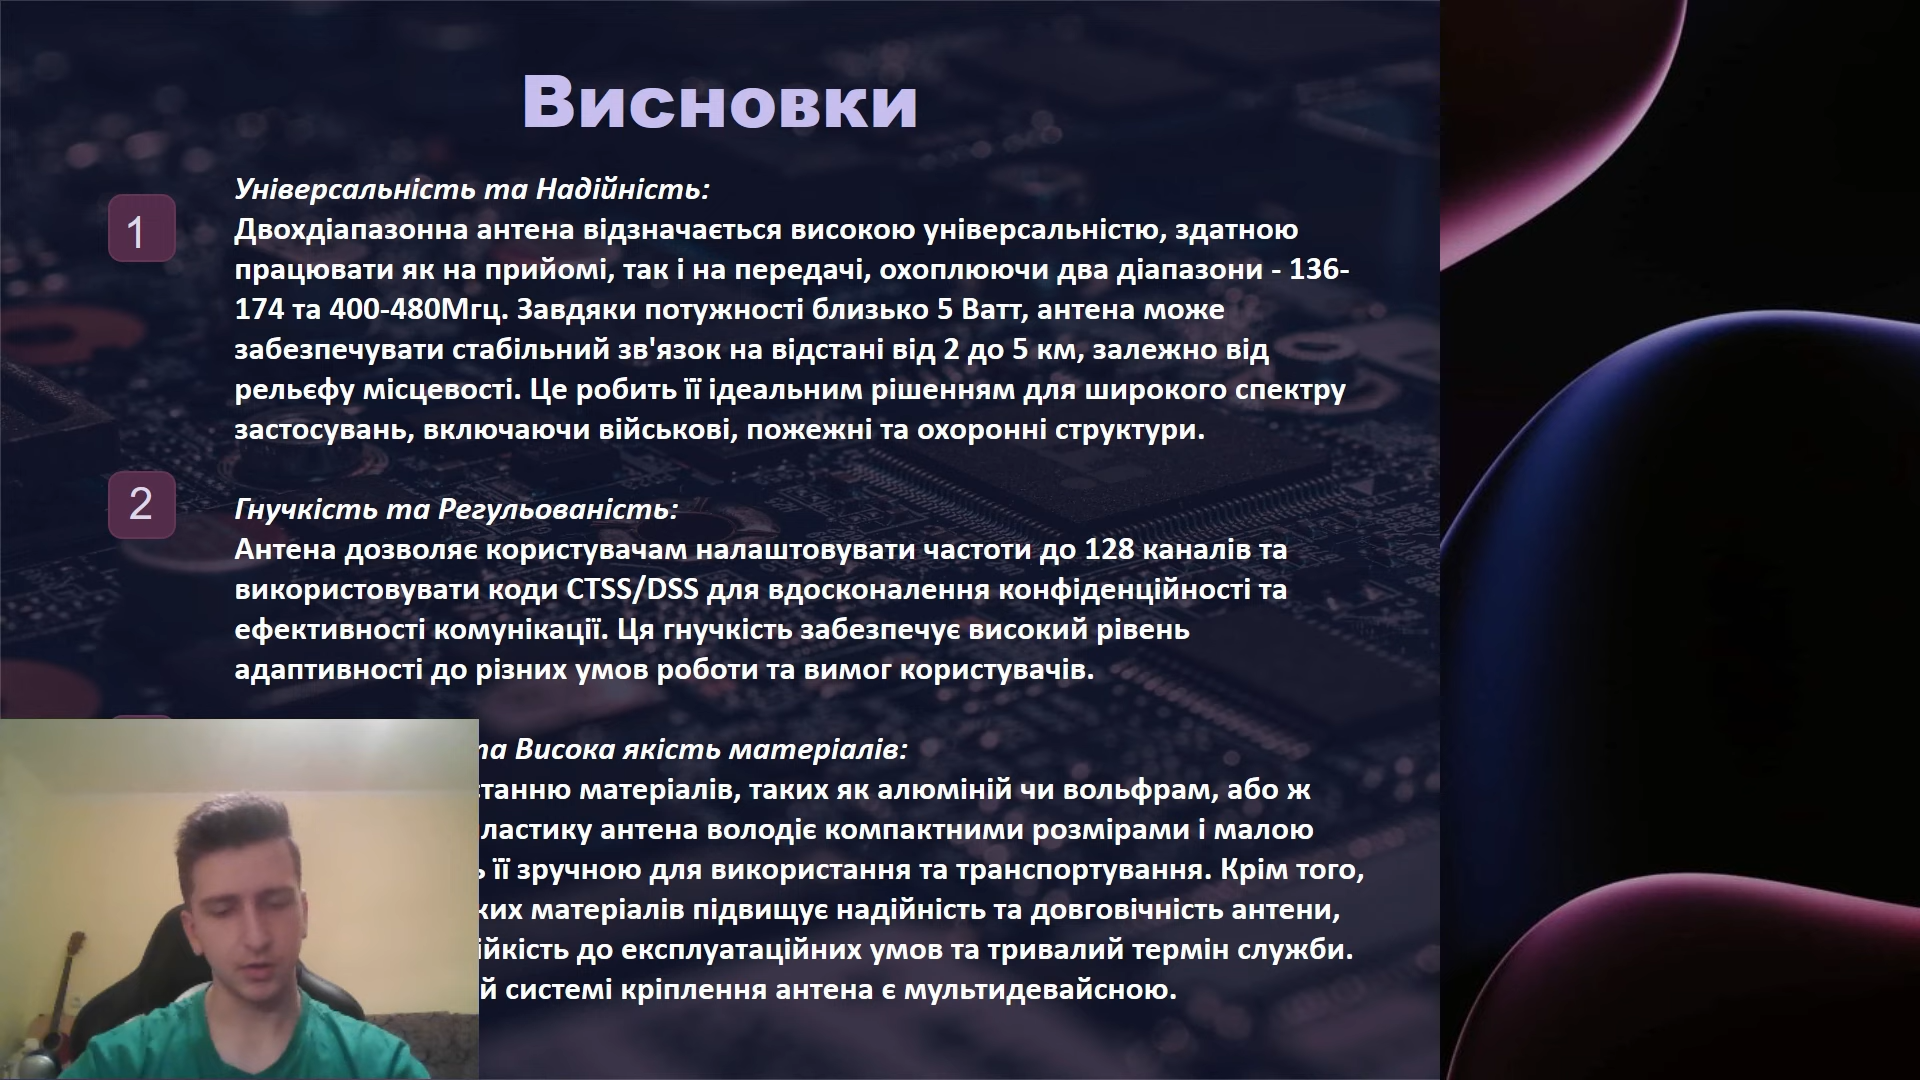 Висновки
1
Універсальність та Надійність:
Двохдіапазонна антена відзначається високою універсальністю, здатною
працювати як на прийомі, так і на передачі, охоплюючи два діапазони - 136-
174 та 400-480Мгц. Завдяки потужності близько 5 Ватт, антена може
забезпечувати стабільний зв'язок на відстані від 2 до 5 км, залежно від
рельєфу місцевості. Це робить її ідеальним рішенням для широкого спектру
застосувань, включаючи військові, пожежні та охоронні структури.
2
Гнучкість та Регульованість:
Антена дозволяє користувачам налаштовувати частоти до 128 каналів та
використовувати коди CTSS/DSS для вдосконалення конфіденційності та
ефективності комунікації. Ця гнучкість забезпечує високий рівень
адаптивності до різних умов роботи та вимог користувачів.
та Висока якість матеріалів:
матеріалів, таких як алюміній чи вольфрам, або ж
антена володіє компактними розмірами і малою
її зручною для використання та транспортування. Крім того,
матеріалів підвищує надійність та довговічність антени,
до експлуатаційних умов та тривалий термін служби.
системі кріплення антена є мультидевайсною.